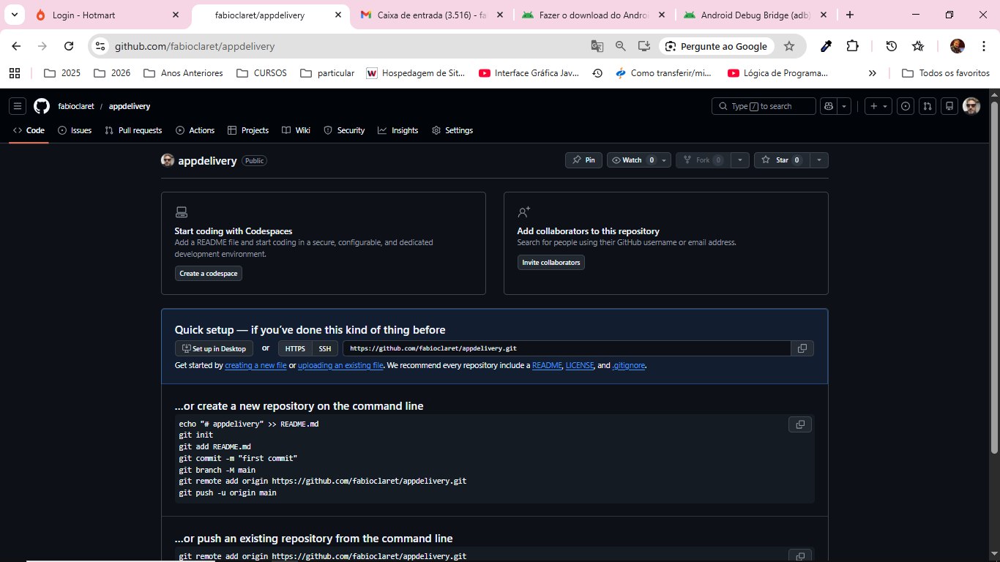 Login - Hotmart
fabioclaret/appdelivery
Caixa de entrada (3.516) - fa
Fazer o download do Androi
Android Debug Bridge (adb)
github.com/fabioclaret/appdelivery
Pergunte ao Google
2025
2026
Anos Anteriores
CURSOS
particular
Hospedagem de Sit...
Interface Gráfica Jav...
Como transferir/mi...
Lógica de Programa...
Todos os favoritos
fabioclaret / appdelivery
Type / to search
Code
Issues
Pull requests
Actions
Projects
Wiki
Security
Insights
Settings
appdelivery Public
Pin
Watch 0
Fork 0
Star 0
Start coding with Codespaces
Add a README file and start coding in a secure, configurable, and dedicated
development environment.
Create a codespace
Add collaborators to this repository
Search for people using their GitHub username or email address.
Invite collaborators
Quick setup — if you’ve done this kind of thing before
Set up in Desktop or HTTPS SSH https://github.com/fabioclaret/appdelivery.git
Get started by creating a new file or uploading an existing file. We recommend every repository include a README, LICENSE, and .gitignore.
…or create a new repository on the command line
echo "# appdelivery" >> README.md
git init
git add README.md
git commit -m "first commit"
git branch -M main
git remote add origin https://github.com/fabioclaret/appdelivery.git
git push -u origin main
…or push an existing repository from the command line
git remote add origin https://github.com/fabioclaret/appdelivery.git